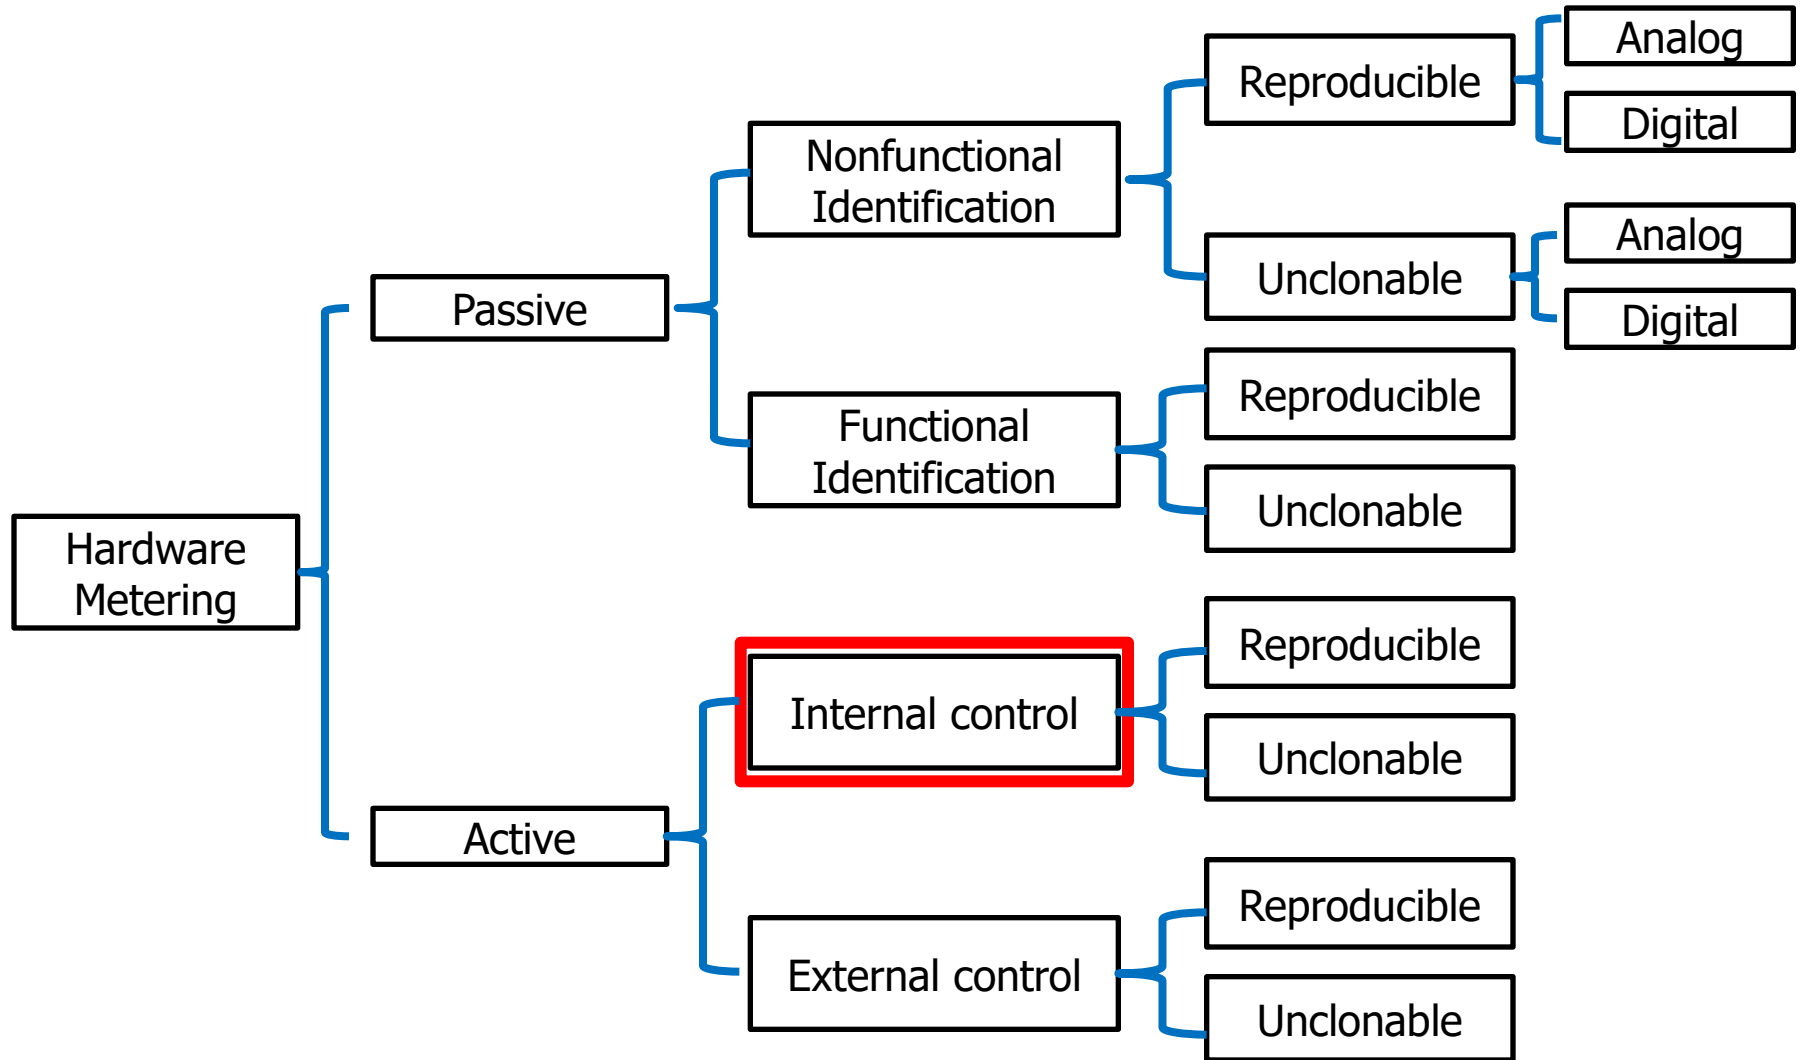 Hardware
Metering
Passive
Nonfunctional
Identification
Reproducible
Analog
Digital
Unclonable
Analog
Digital
Functional
Identification
Reproducible
Unclonable
Active
Internal control
Reproducible
Unclonable
External control
Reproducible
Unclonable